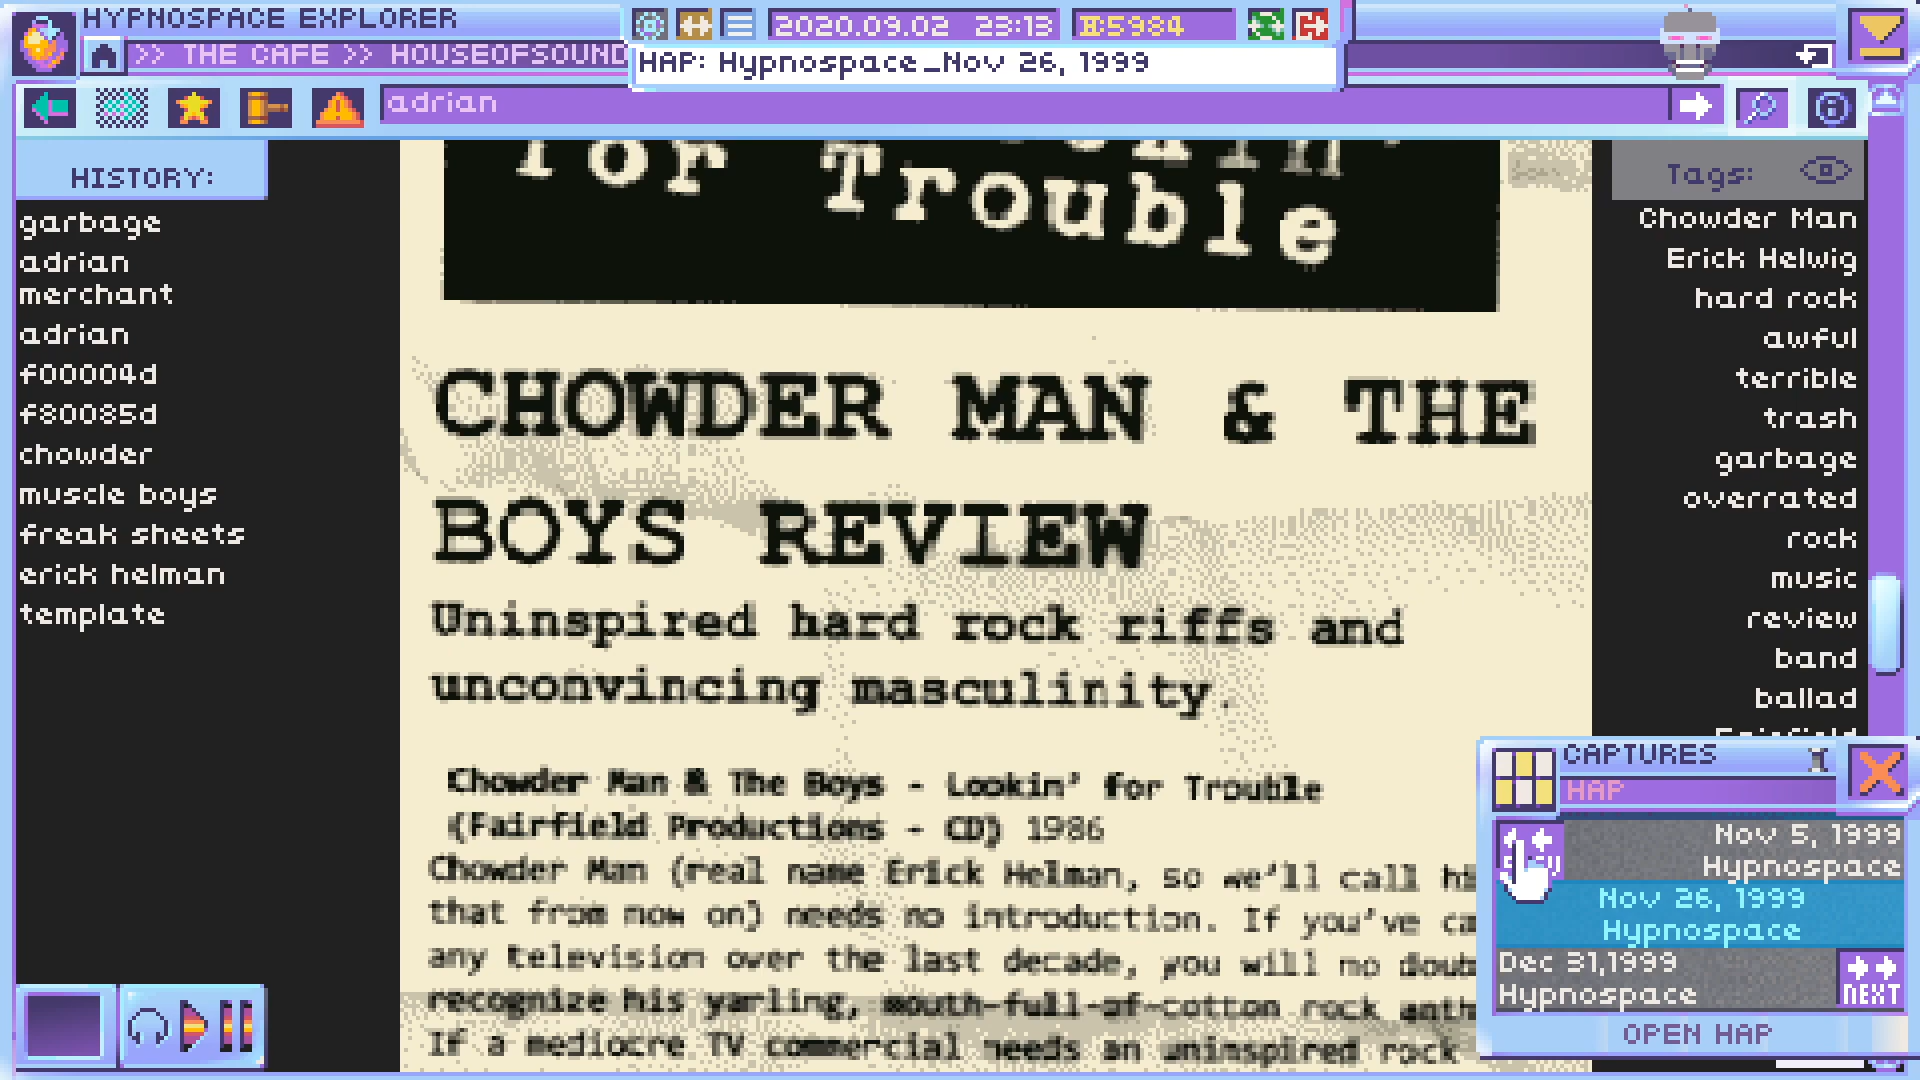 HYPNOSPACE EXPLORER
2020.09.02 23:13
5984
>> THE CAFE >> HOUSEOFSOUND
HAP: Hypnospace_Nov 26, 1999
adrian
HISTORY:
garbage
adrian
merchant
adrian
f00004d
f80085d
chowder
muscle boys
freak sheets
erick helman
template
for Trouble
CHOWDER MAN & THE
BOYS REVIEW
Uninspired hard rock riffs and
unconvincing masculinity.
Chowder Man & The Boys - Lookin' for Trouble
(Fairfield Productions - CD) 1986
Chowder Man (real name Erick Helman, so we'll call
that from now on) needs no introduction. If you've
any television over the last decade, you will no
recognize his yarling, mouth-full-of-cotton rock
If a mediocre TV commercial needs an uninspired rock
Tags:
Chowder Man
Erick Helwig
hard rock
awful
terrible
trash
garbage
overrated
rock
music
review
band
ballad
CAPTURES
HAP
Nov 5, 1999
Hypnospace
Nov 26, 1999
Hypnospace
Dec 31,1999
Hypnospace
NEXT
OPEN HAP